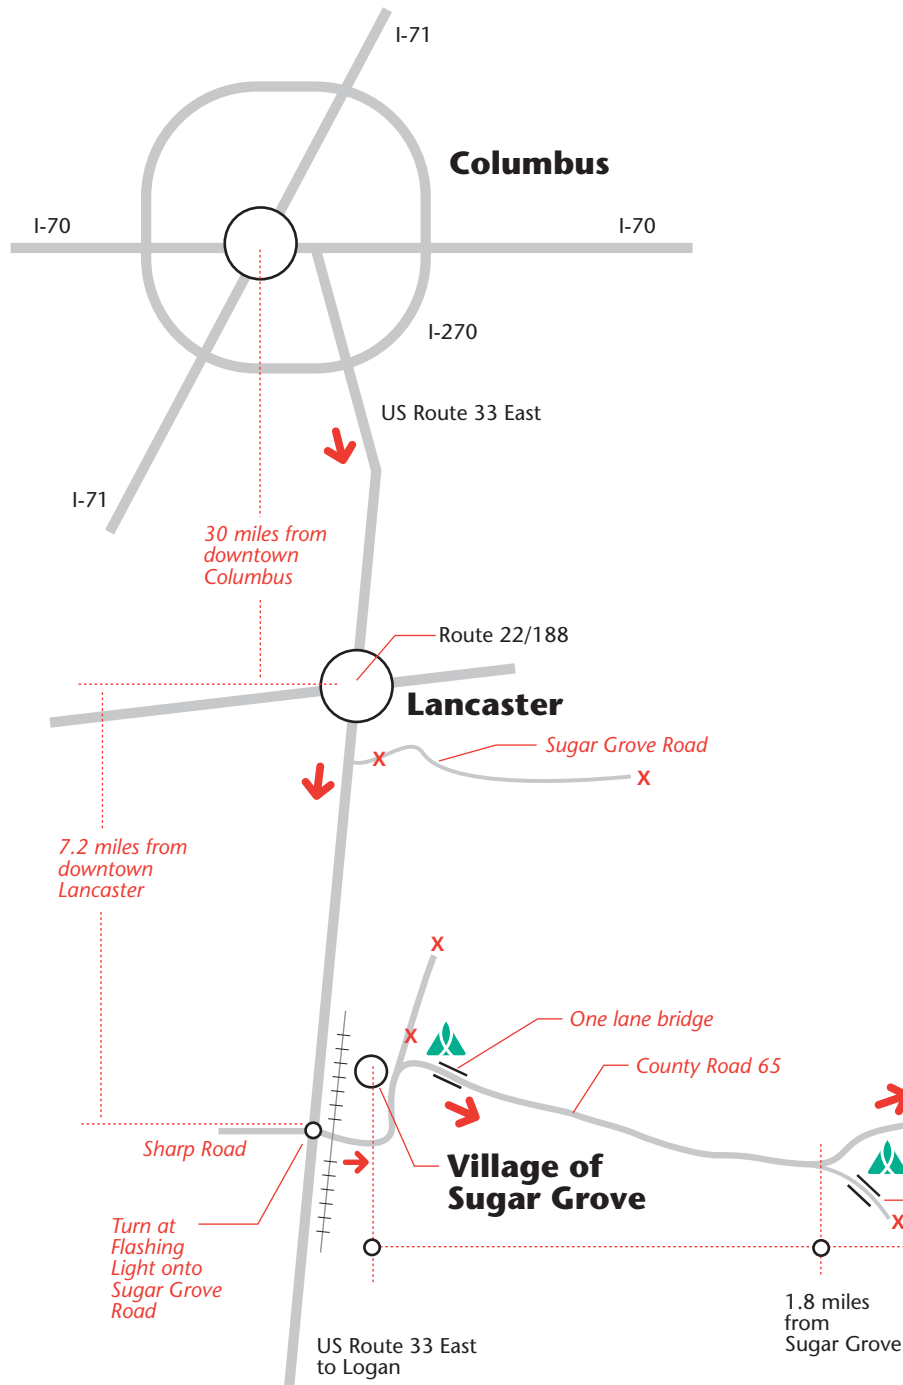 I-71
Columbus
I-70
I-70
I-270
US Route 33 East
I-71
30 miles from
downtown
Columbus
Route 22/188
Lancaster
Sugar Grove Road
X
X
7.2 miles from
downtown
Lancaster
X
X
One lane bridge
County Road 65
Sharp Road
Village of
Sugar Grove
X
Turn at
Flashing
Light onto
Sugar Grove
Road
1.8 miles
from
Sugar Grove
US Route 33 East
to Logan